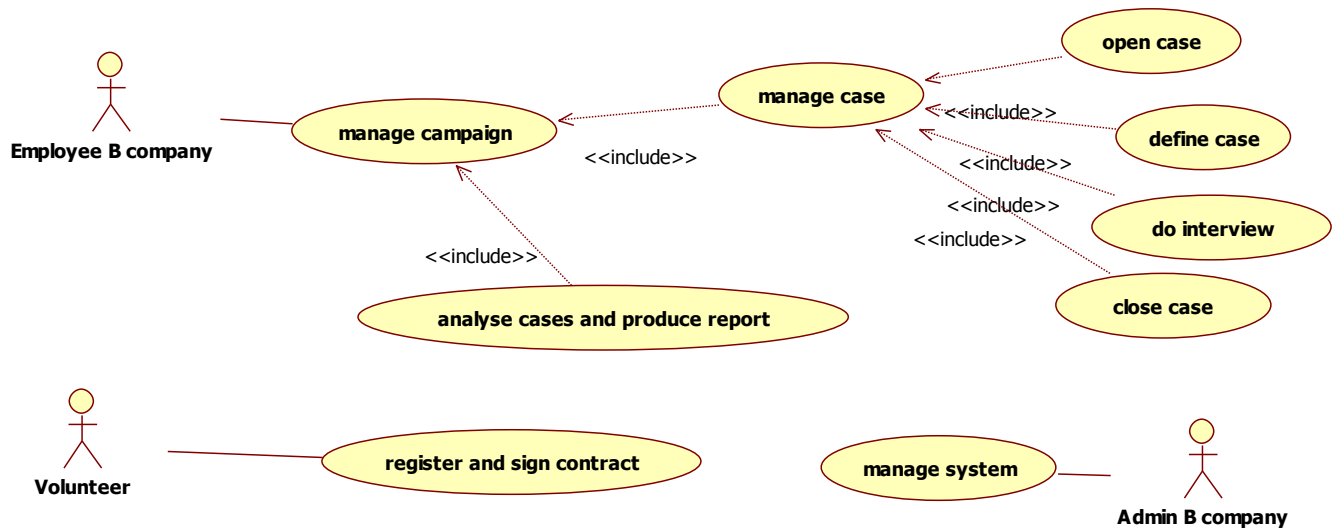 open case
manage case
<<include>>
define case
manage campaign
Employee B company
<<include>>
<<include>>
<<include>>
do interview
<<include>>
<<include>>
close case
analyse cases and produce report
register and sign contract
manage system
Volunteer
Admin B company